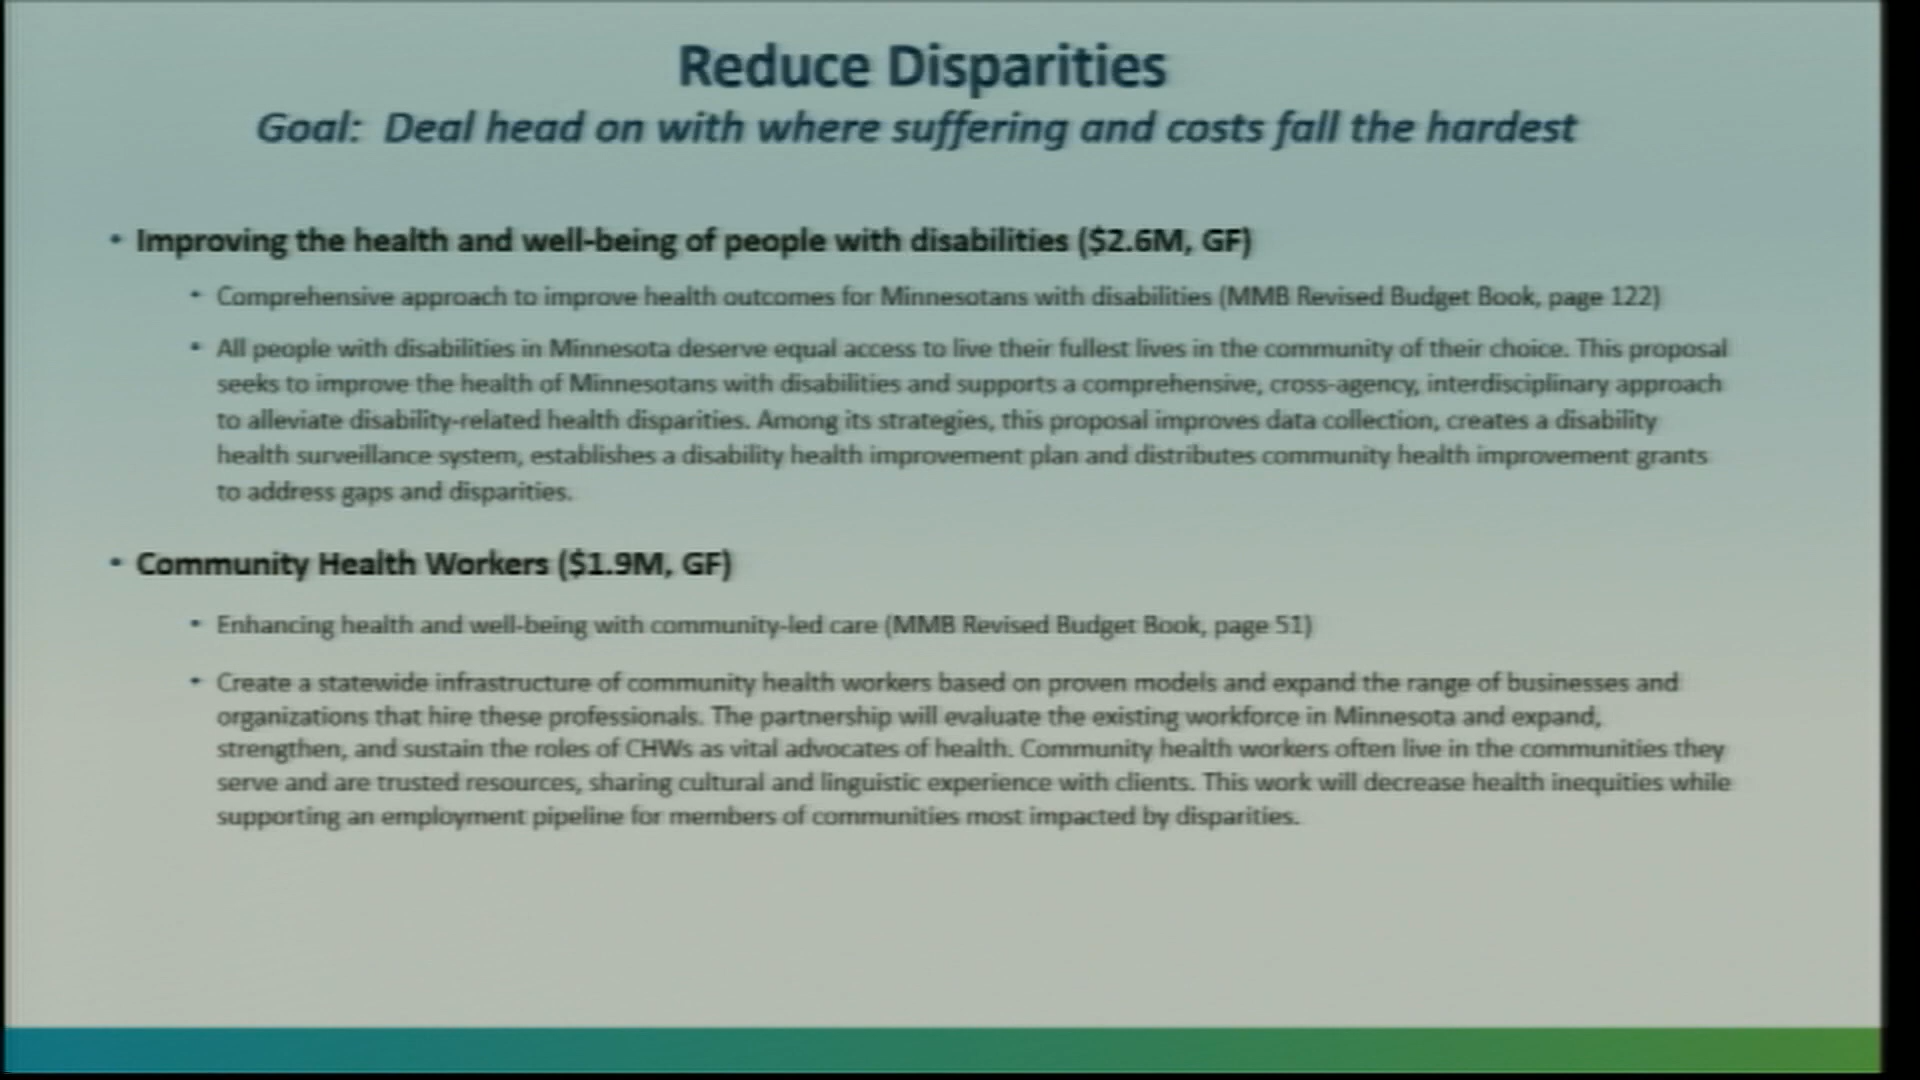 Reduce Disparities
Goal: Deal head on with where suffering and costs fall the hardest
• Improving the health and well-being of people with disabilities ($2.6M, GF)
• Comprehensive approach to improve health outcomes for Minnesotans with disabilities (MMB Revised Budget Book, page 122)
• All people with disabilities in Minnesota deserve equal access to live their fullest lives in the community of their choice. This proposal
seeks to improve the health of Minnesotans with disabilities and supports a comprehensive, cross-agency, interdisciplinary approach
to alleviate disability-related health disparities. Among its strategies, this proposal improves data collection, creates a disability
health surveillance system, establishes a disability health improvement plan and distributes community health improvement grants
to address gaps and disparities.
• Community Health Workers ($1.9M, GF)
• Enhancing health and well-being with community-led care (MMB Revised Budget Book, page 51)
• Create a statewide infrastructure of community health workers based on proven models and expand the range of businesses and
organizations that hire these professionals. The partnership will evaluate the existing workforce in Minnesota and expand,
strengthen, and sustain the roles of CHWs as vital advocates of health. Community health workers often live in the communities they
serve and are trusted resources, sharing cultural and linguistic experience with clients. This work will decrease health inequities while
supporting an employment pipeline for members of communities most impacted by disparities.